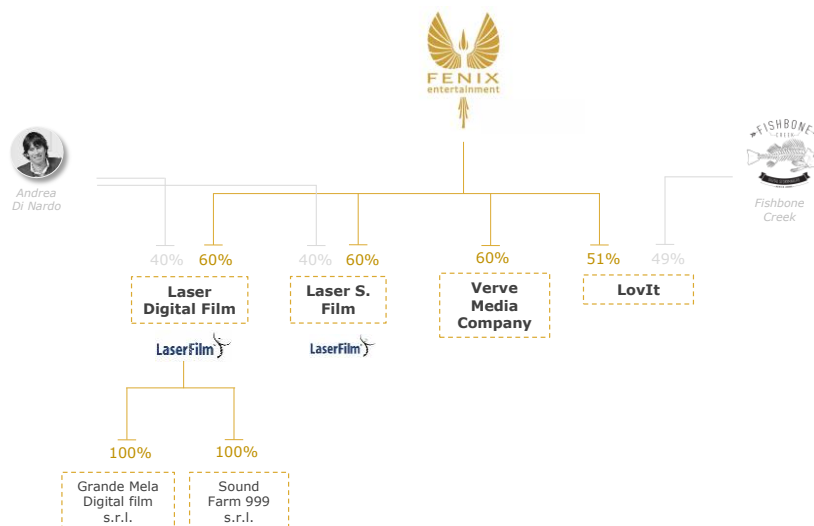 FENIX
entertainment
FISHBONE
CREEK
Andrea
Di Nardo
Fishbone
Creek
40% 60% 40% 60% 60% 51% 49%
Laser
Digital Film
Laser S.
Film
Verve
Media
Company
LovIt
LaserFilm
LaserFilm
100% 100%
Grande Mela
Digital film
s.r.l.
Sound
Farm 999
s.r.l.